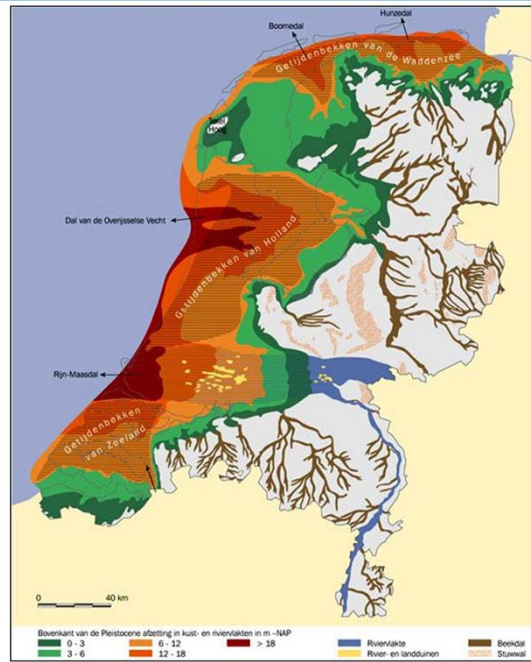 Boomedal
Hunzedal
Getijdenbekken van de Waddenzee
Texel
Hoog
Dal van de Overijsselse Vecht
Getijdenbekken van Holland
Rijn-Maasdal
Getijdenbekken
van Zeeland
0 40 km
Bovenkant van de Pleistocene afzetting in kust- en riviervlakten in m –NAP
0 - 3 6 - 12 > 18 Riviervlakte Beekdal
3 - 6 12 - 18 Rivier- en landduinen Stuwwal